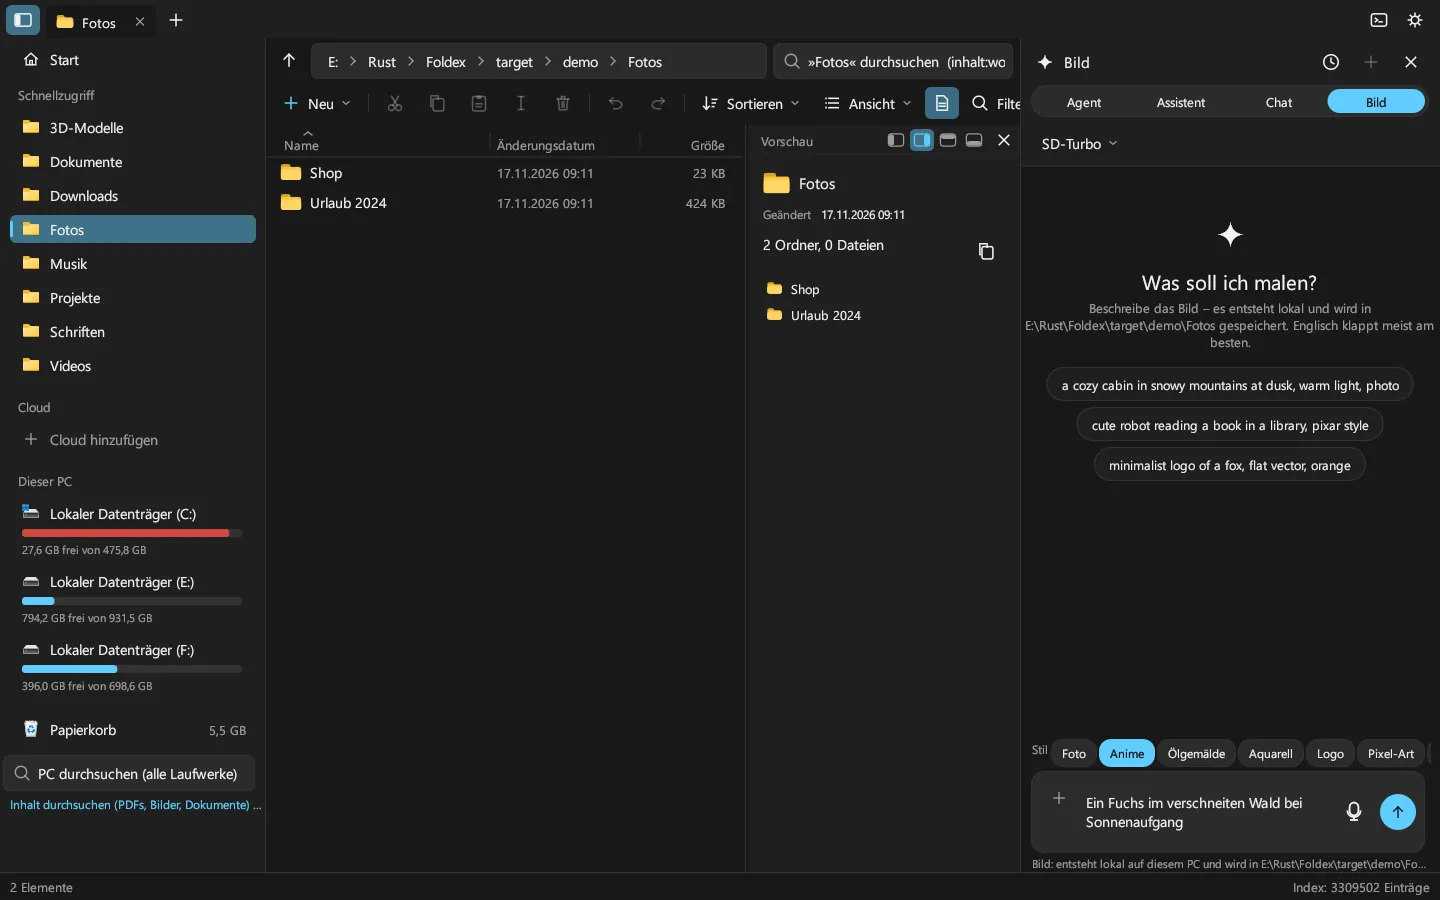 Fotos
Start
Schnellzugriff
3D-Modelle
Dokumente
Downloads
Fotos
Musik
Projekte
Schriften
Videos
Cloud
Cloud hinzufügen
Dieser PC
Lokaler Datenträger (C:)
27,6 GB frei von 475,8 GB
Lokaler Datenträger (E:)
794,2 GB frei von 931,5 GB
Lokaler Datenträger (F:)
396,0 GB frei von 698,6 GB
Papierkorb 5,5 GB
PC durchsuchen (alle Laufwerke)
Inhalt durchsuchen (PDFs, Bilder, Dokumente) ...
2 Elemente
E: Rust Foldex target demo Fotos
»Fotos« durchsuchen (inhalt:wo
Neu Sortieren Ansicht Filte
Name Änderungsdatum Größe
Shop 17.11.2026 09:11 23 KB
Urlaub 2024 17.11.2026 09:11 424 KB
Vorschau
Fotos
Geändert 17.11.2026 09:11
2 Ordner, 0 Dateien
Shop
Urlaub 2024
Bild
Agent Assistent Chat Bild
SD-Turbo
Was soll ich malen?
Beschreibe das Bild – es entsteht lokal und wird in
E:\Rust\Foldex\target\demo\Fotos gespeichert. Englisch klappt meist am
besten.
a cozy cabin in snowy mountains at dusk, warm light, photo
cute robot reading a book in a library, pixar style
minimalist logo of a fox, flat vector, orange
Stil Foto Anime Ölgemälde Aquarell Logo Pixel-Art
Ein Fuchs im verschneiten Wald bei
Sonnenaufgang
Bild: entsteht lokal auf diesem PC und wird in E:\Rust\Foldex\target\demo\Fo...
Index: 3309502 Einträge